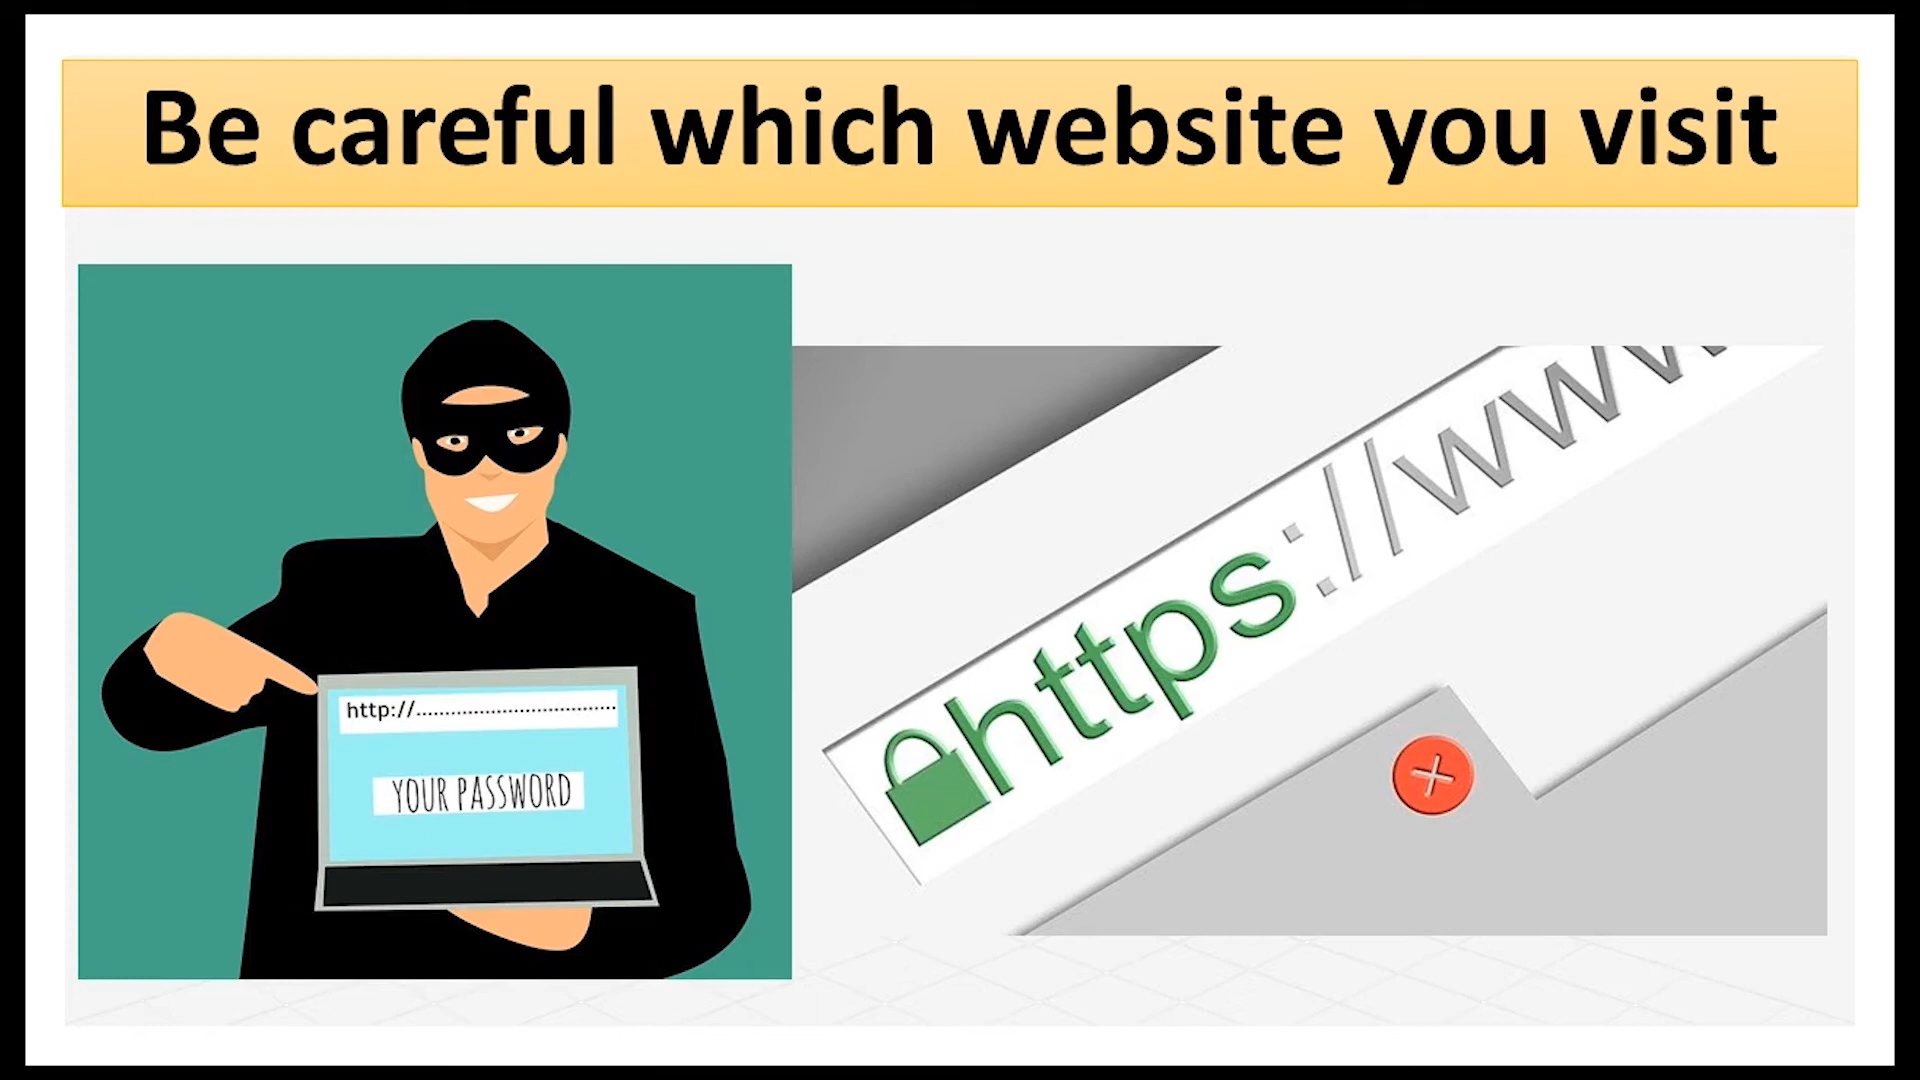 Be careful which website you visit
http://....................................
YOUR PASSWORD
https://www